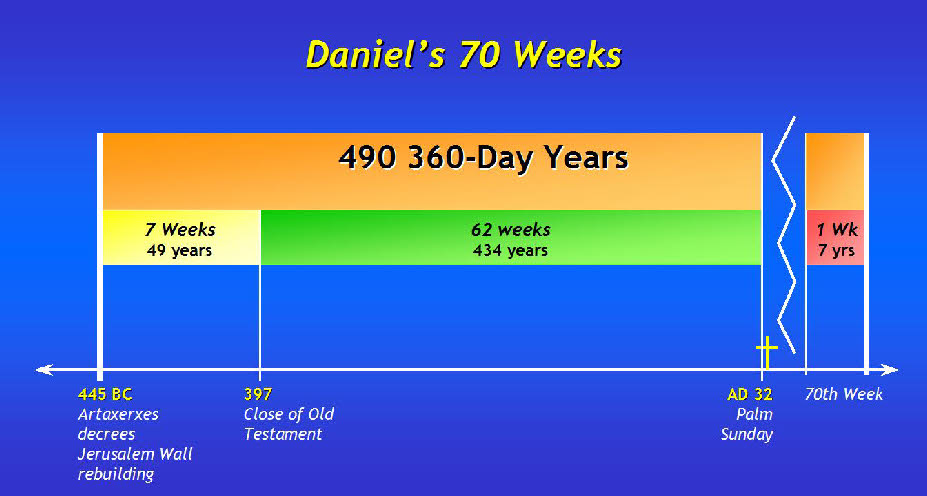 Daniel's 70 Weeks
490 360-Day Years
7 Weeks
49 years
62 weeks
434 years
1 Wk
7 yrs
445 BC
Artaxerxes
decrees
Jerusalem Wall
rebuilding
397
Close of Old
Testament
AD 32
Palm
Sunday
70th Week